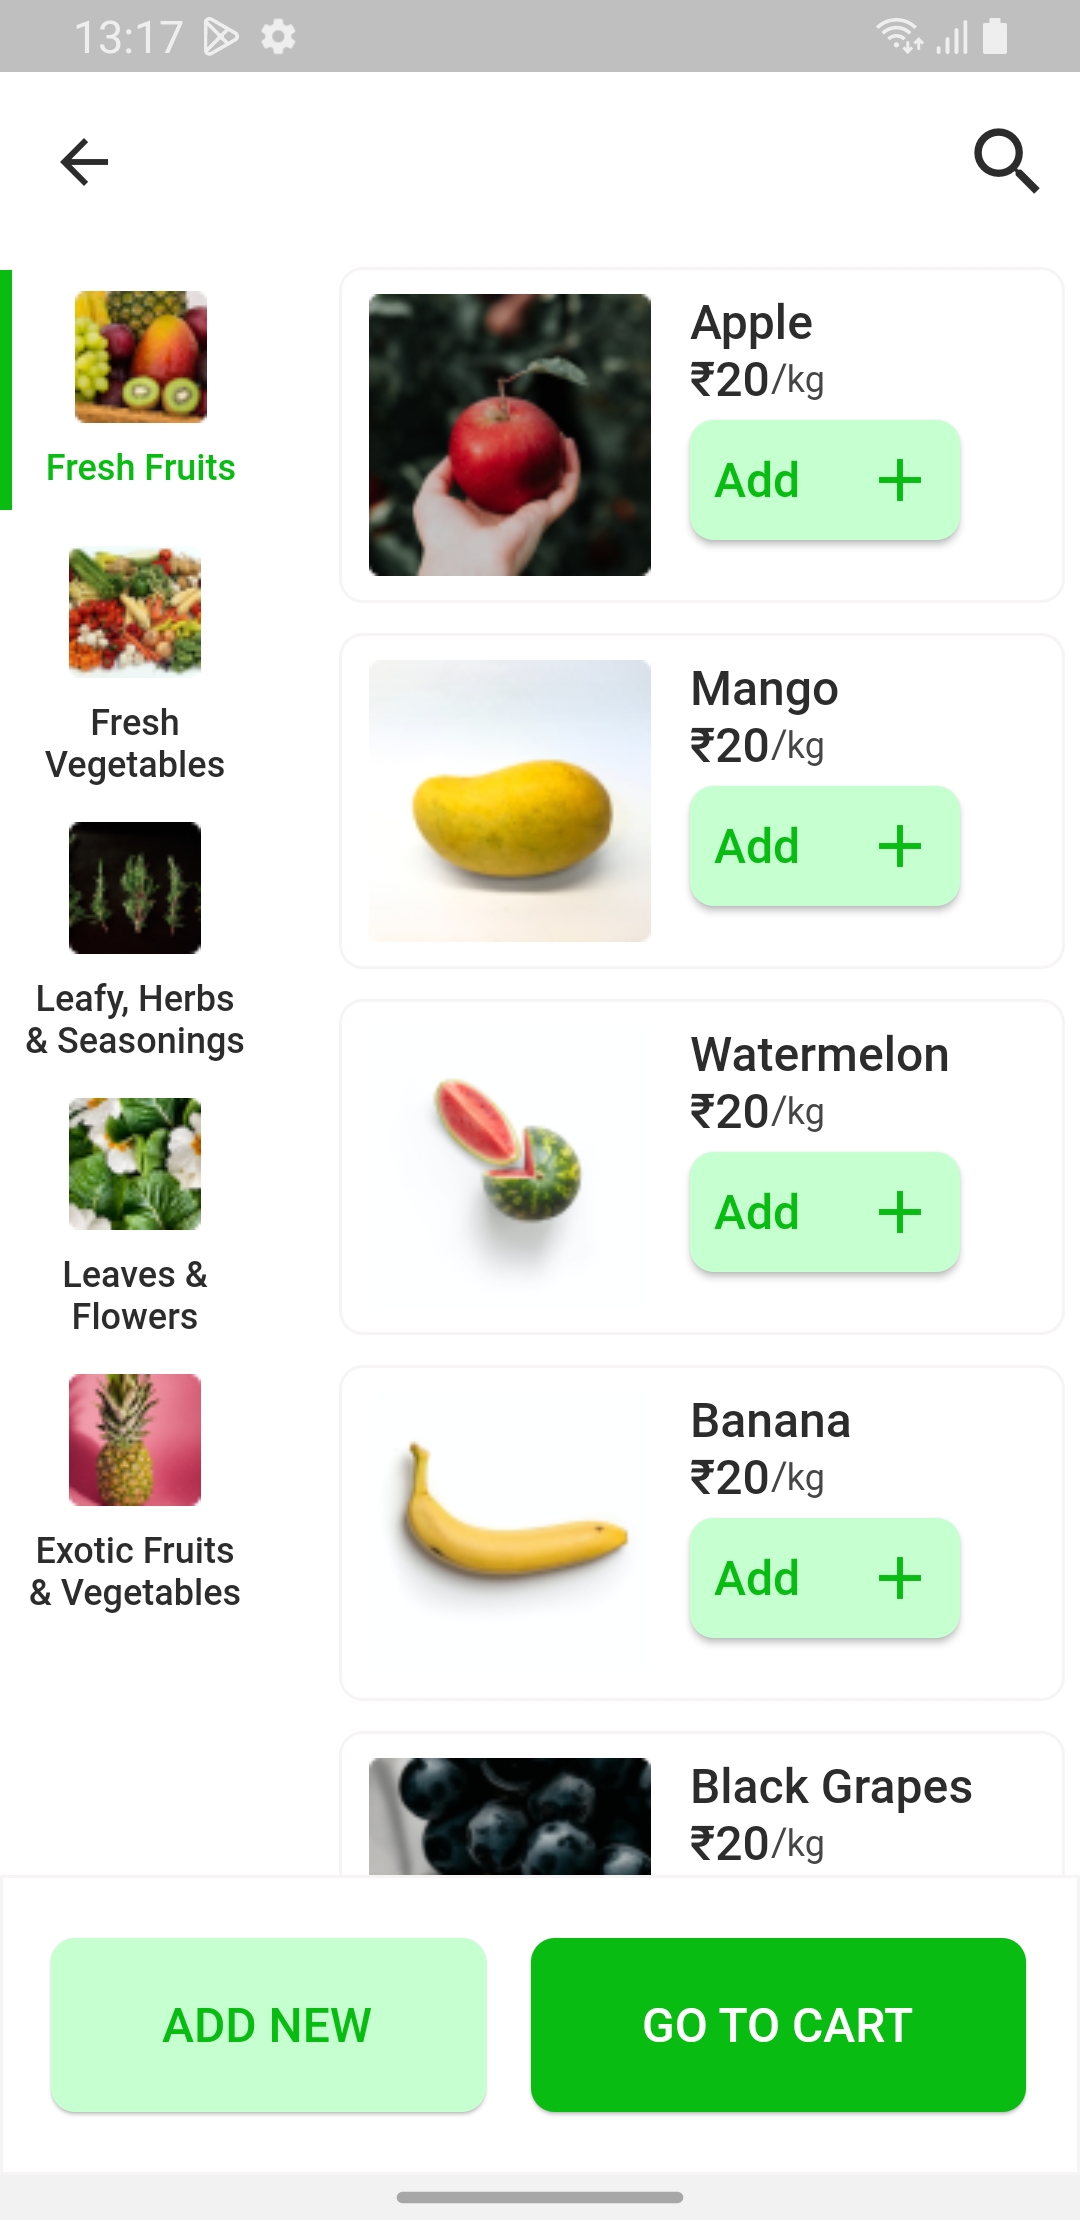 13:17
Fresh Fruits
Fresh
Vegetables
Leafy, Herbs
& Seasonings
Leaves &
Flowers
Exotic Fruits
& Vegetables
Apple
₹20/kg
Add +
Mango
₹20/kg
Add +
Watermelon
₹20/kg
Add +
Banana
₹20/kg
Add +
Black Grapes
₹20/kg
ADD NEW
GO TO CART